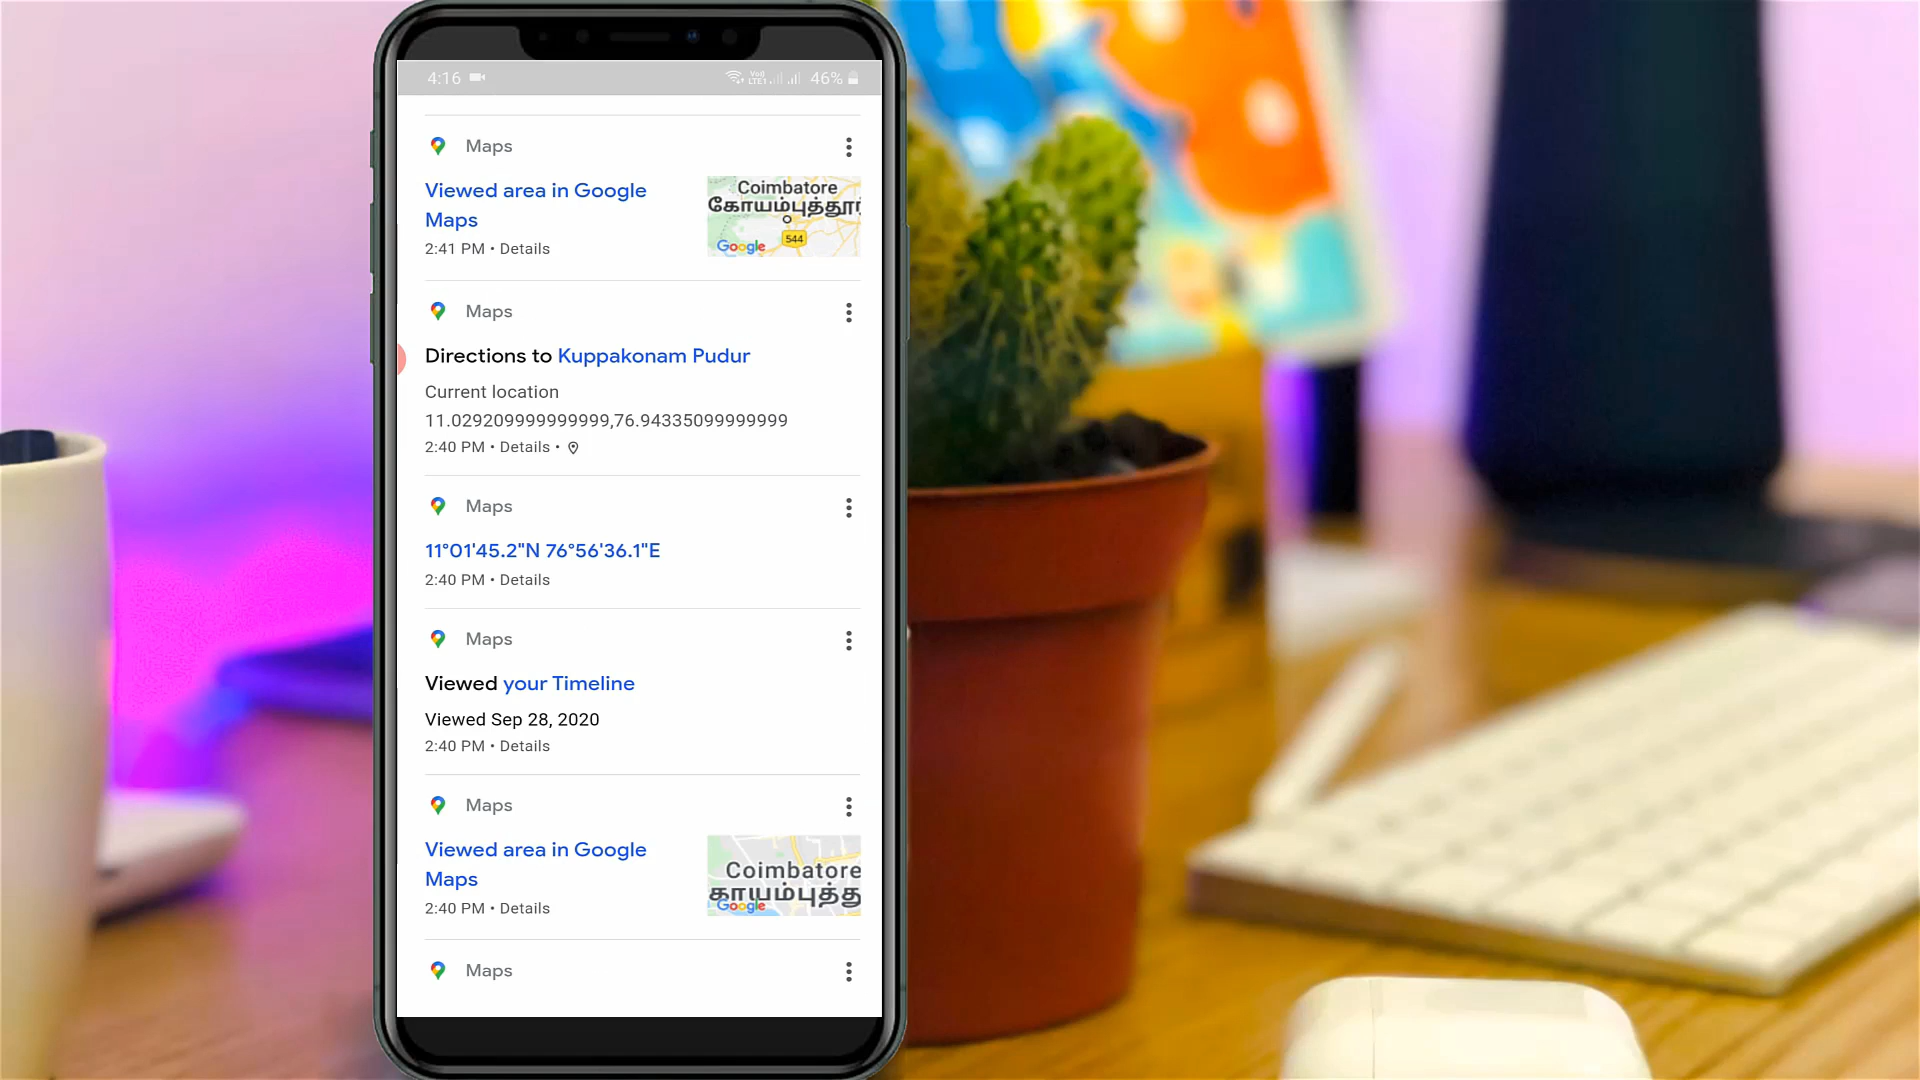 4:16
46%
Maps
Viewed area in Google
Maps
2:41 PM • Details
Coimbatore
கோயம்புத்தூர்
544
Google
Maps
Directions to Kuppakonam Pudur
Current location
11.029209999999999,76.94335099999999
2:40 PM • Details •
Maps
11°01'45.2"N 76°56'36.1"E
2:40 PM • Details
Maps
Viewed your Timeline
Viewed Sep 28, 2020
2:40 PM • Details
Maps
Viewed area in Google
Maps
2:40 PM • Details
Coimbatore
Google
Maps